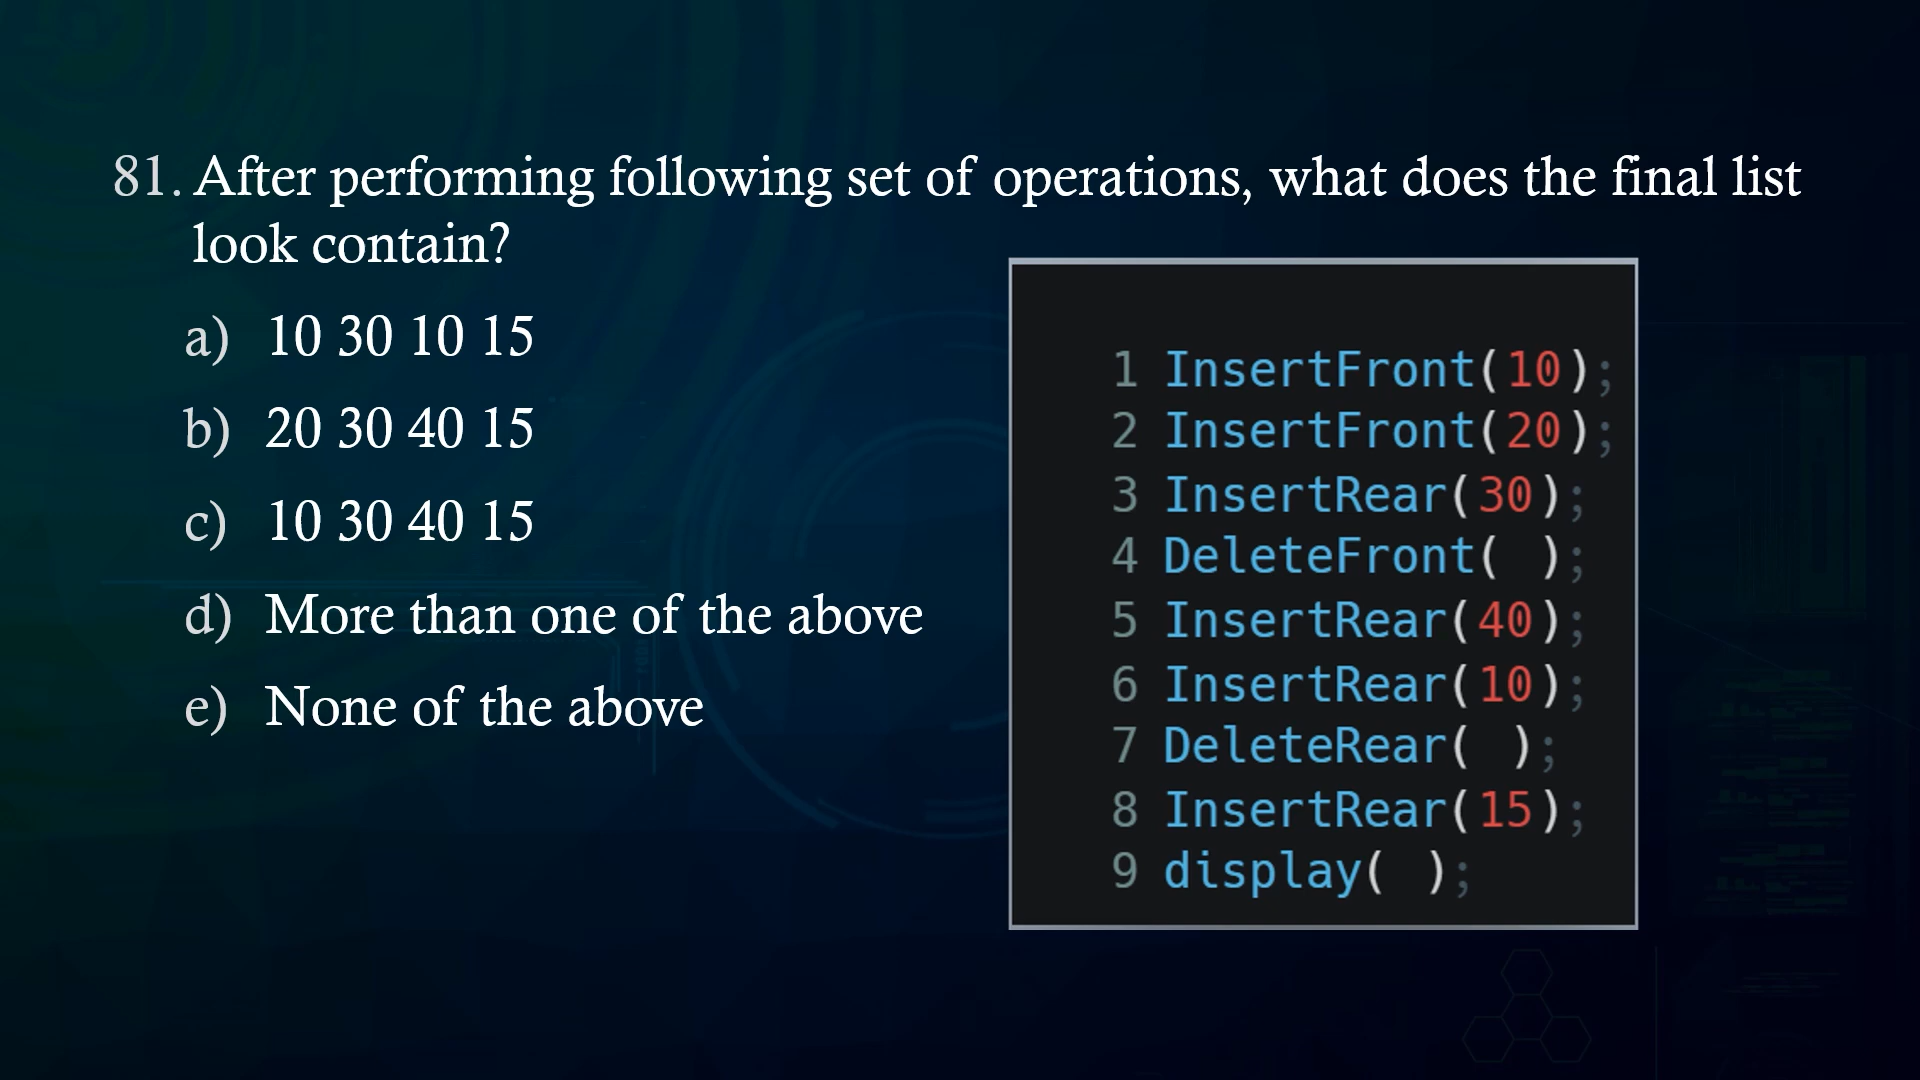 81. After performing following set of operations, what does the final list
look contain?
a) 10 30 10 15
b) 20 30 40 15
c) 10 30 40 15
d) More than one of the above
e) None of the above
1 InsertFront(10);
2 InsertFront(20);
3 InsertRear(30);
4 DeleteFront( );
5 InsertRear(40);
6 InsertRear(10);
7 DeleteRear( );
8 InsertRear(15);
9 display( );